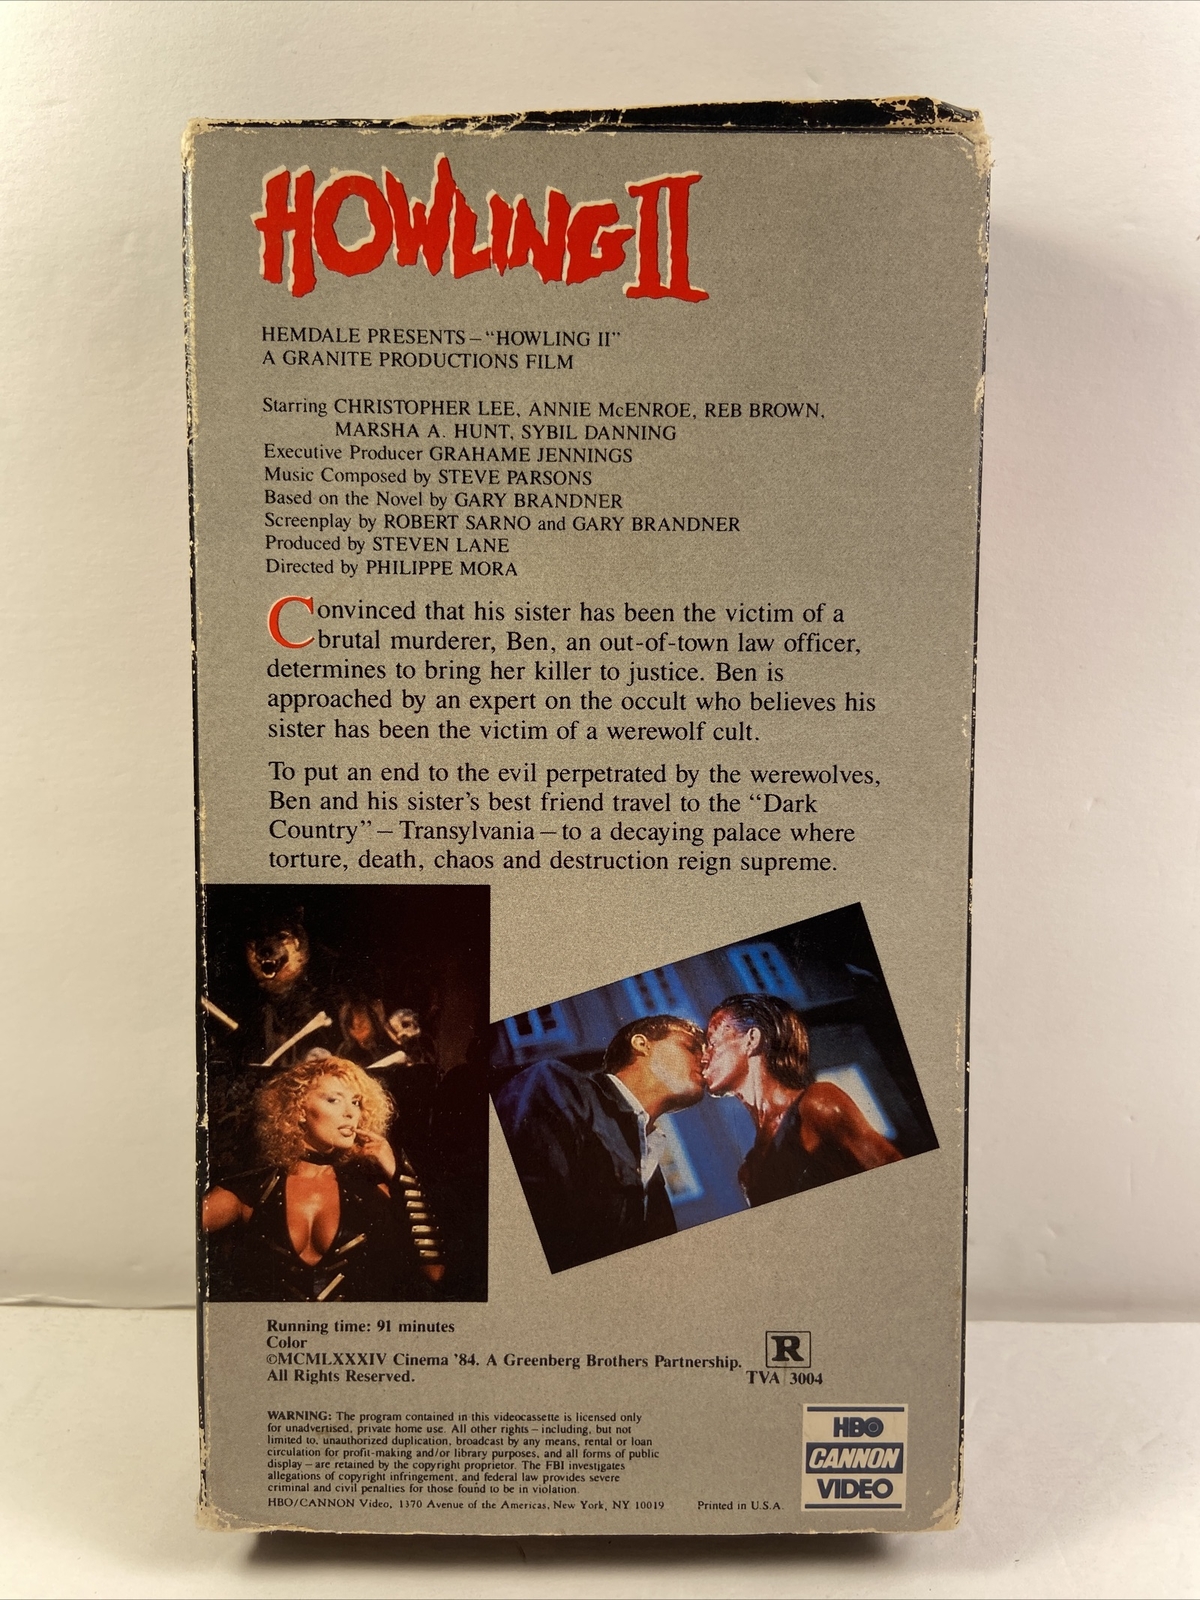 HOWLING II
HEMDALE PRESENTS – “HOWLING II”
A GRANITE PRODUCTIONS FILM
Starring CHRISTOPHER LEE, ANNIE McENROE, REB BROWN,
MARSHA A. HUNT, SYBIL DANNING
Executive Producer GRAHAME JENNINGS
Music Composed by STEVE PARSONS
Based on the Novel by GARY BRANDNER
Screenplay by ROBERT SARNO and GARY BRANDNER
Produced by STEVEN LANE
Directed by PHILIPPE MORA
Convinced that his sister has been the victim of a
brutal murderer, Ben, an out-of-town law officer,
determines to bring her killer to justice. Ben is
approached by an expert on the occult who believes his
sister has been the victim of a werewolf cult.
To put an end to the evil perpetrated by the werewolves,
Ben and his sister’s best friend travel to the “Dark
Country” – Transylvania – to a decaying palace where
torture, death, chaos and destruction reign supreme.
Running time: 91 minutes
Color
©MCMLXXXIV Cinema ’84. A Greenberg Brothers Partnership.
All Rights Reserved.
R
TVA 3004
WARNING: The program contained in this videocassette is licensed only
for unadvertised, private home use. All other rights – including, but not
limited to, unauthorized duplication, broadcast by any means, rental or loan
circulation for profit-making and/or library purposes, and all forms of public
display – are retained by the copyright proprietor. The FBI investigates
allegations of copyright infringement, and federal law provides severe
criminal and civil penalties for those found to be in violation.
HBO/CANNON Video, 1370 Avenue of the Americas, New York, NY 10019 Printed in U.S.A.
HBO
CANNON
VIDEO